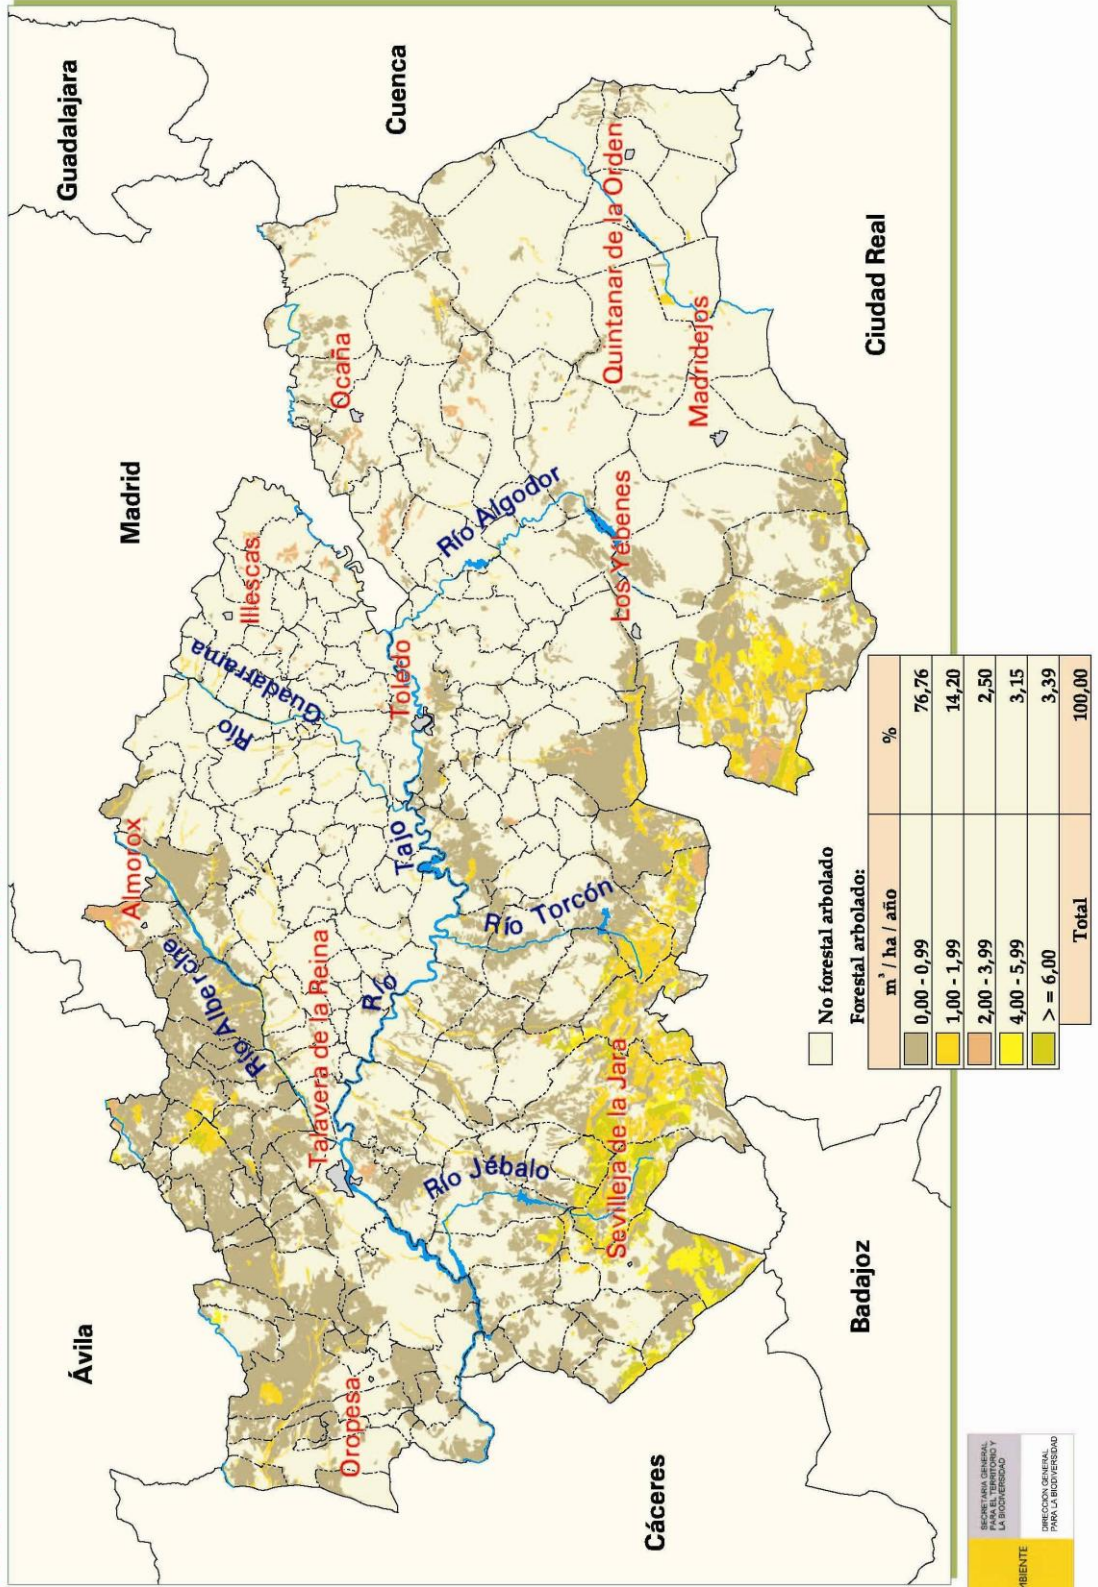 Guadalajara
Cuenca
Madrid
Ávila
Cáceres
Badajoz
Ciudad Real
Almorox
Illescas
Ocaña
Río
Guadarrama
Río Alberche
Talavera de la Reina
Toledo
Río Algodor
Oropesa
Río
Tajo
Río Torcón
Río Jébalo
Sevilleja de la Jara
Los Yébenes
Quintanar de la Orden
Madridejos
No forestal arbolado
Forestal arbolado:
m³ / ha / año %
0,00 - 0,99 76,76
1,00 - 1,99 14,20
2,00 - 3,99 2,50
4,00 - 5,99 3,15
> = 6,00 3,39
Total 100,00
MBIENTE
SECRETARIA GENERAL
PARA EL TERRITORIO Y
LA BIODIVERSIDAD
DIRECCION GENERAL
PARA LA BIODIVERSIDAD